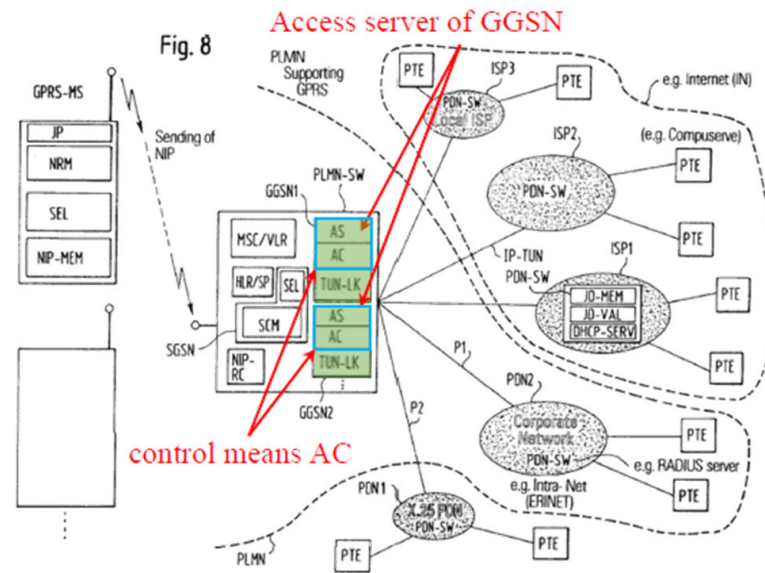 Access server of GGSN
Fig. 8
PLMN
Supporting
GPRS
PTE
ISP3
PTE
e.g. Internet (IN)
PDN-SW
Local ISP
GPRS-MS
JP
NRM
SEL
NIP-MEM
Sending of
NIP
ISP2
(e.g. Compuserve)
PTE
PDN-SW
PTE
PLMN-SW
GGSN1
MSC/VLR
AS
AC
TUN-LK
HLR/SP
SEL
SCM
SGSN
NIP-
RC
AS
AC
TUN-LK
GGSN2
IP-TUN
PDN-SW
ISP1
JD-MEM
JD-VAL
DHCP-SERV
PTE
PTE
P1
P2
PDN2
Corporate
Network
PDN-SW
PTE
e.g. RADIUS server
PTE
e.g. Intra-Net
(ERINET)
control means AC
PDN1
X.25 PDN
PDN-SW
PTE
PTE
PLMN